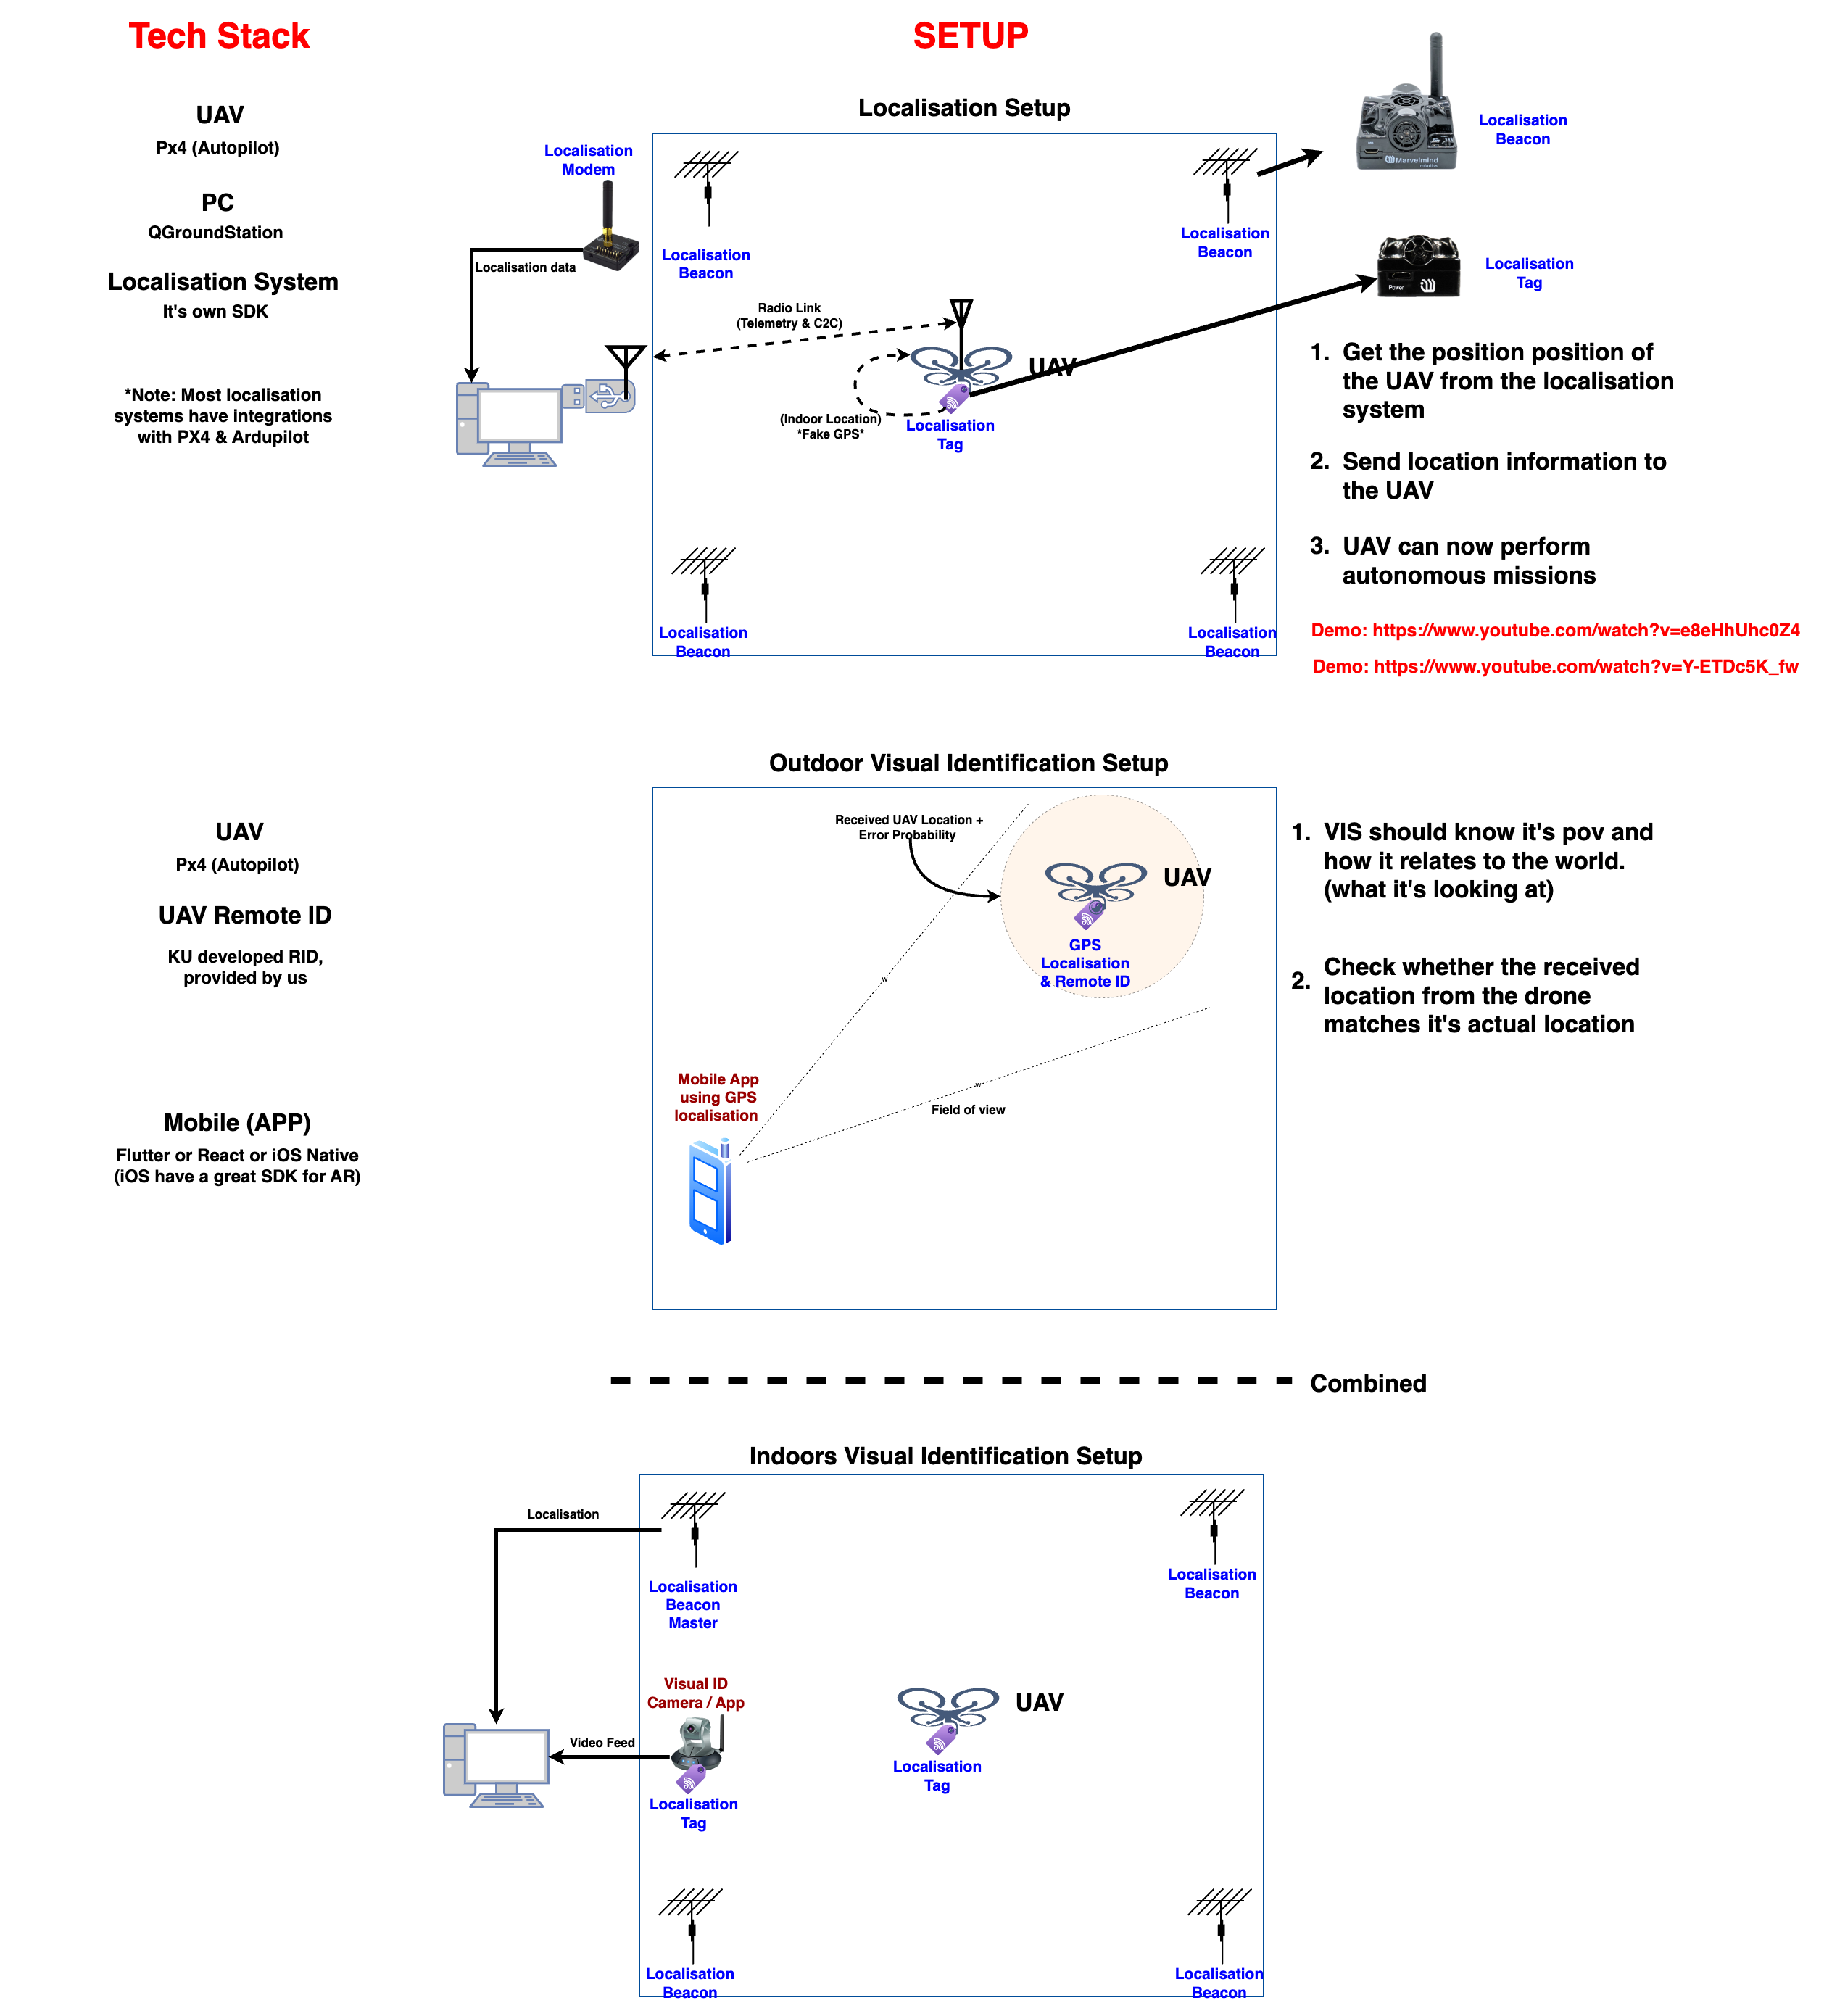 Tech Stack
SETUP
UAV
Px4 (Autopilot)
PC
QGroundStation
Localisation System
It's own SDK
*Note: Most localisation
systems have integrations
with PX4 & Ardupilot
Localisation Setup
Localisation
Modem
Localisation data
Localisation
Beacon
Localisation
Beacon
Radio Link
(Telemetry & C2C)
UAV
(Indoor Location)
*Fake GPS*
Localisation
Tag
Localisation
Beacon
Localisation
Beacon
Marvelmind
robotics
Localisation
Beacon
Power
Localisation
Tag
1. Get the position position of
the UAV from the localisation
system
2. Send location information to
the UAV
3. UAV can now perform
autonomous missions
Demo: https://www.youtube.com/watch?v=e8eHhUhc0Z4
Demo: https://www.youtube.com/watch?v=Y-ETDc5K_fw
UAV
Px4 (Autopilot)
UAV Remote ID
KU developed RID,
provided by us
Mobile (APP)
Flutter or React or iOS Native
(iOS have a great SDK for AR)
Outdoor Visual Identification Setup
Received UAV Location +
Error Probability
UAV
GPS
Localisation
& Remote ID
w
w
Field of view
Mobile App
using GPS
localisation
1. VIS should know it's pov and
how it relates to the world.
(what it's looking at)
2. Check whether the received
location from the drone
matches it's actual location
Combined
Indoors Visual Identification Setup
Localisation
Localisation
Beacon
Master
Localisation
Beacon
Visual ID
Camera / App
Video Feed
Localisation
Tag
UAV
Localisation
Tag
Localisation
Beacon
Localisation
Beacon